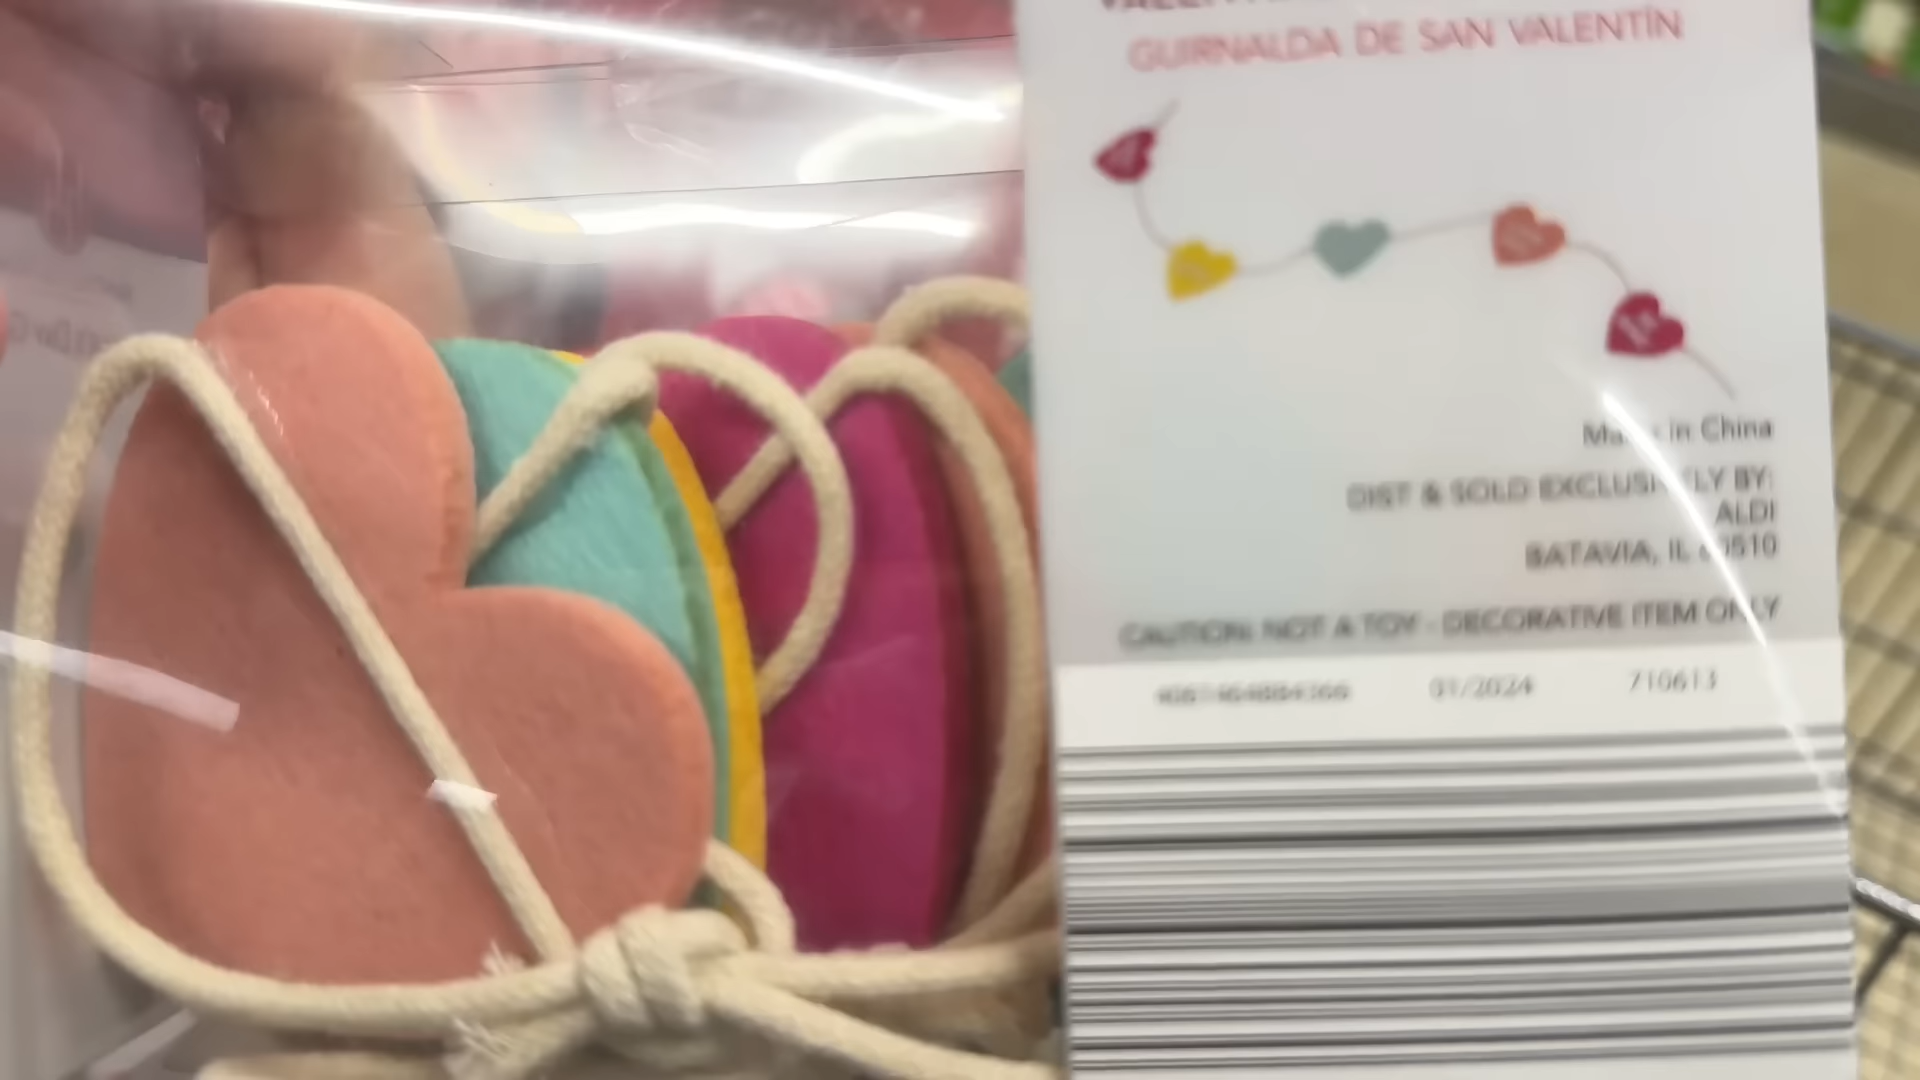 GUIRNALDA DE SAN VALENTÍN
Made in China
DIST & SOLD EXCLUSIVELY BY:
ALDI
BATAVIA, IL 60510
CAUTION: NOT A TOY - DECORATIVE ITEM ONLY
01/2024 710613